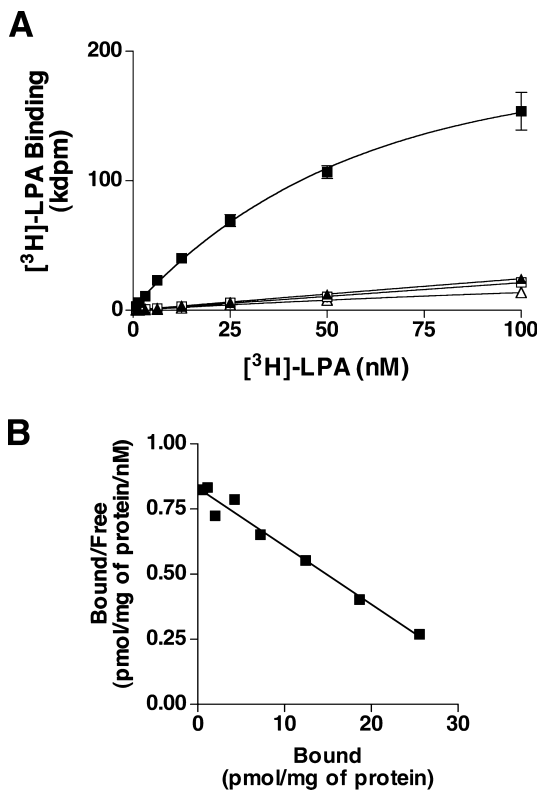 A
[³H]-LPA Binding
(kdpm)
200
100
0
0 25 50 75 100
[³H]-LPA (nM)
B
Bound/Free
(pmol/mg of protein/nM)
1.00
0.75
0.50
0.25
0.00
0 10 20 30
Bound
(pmol/mg of protein)